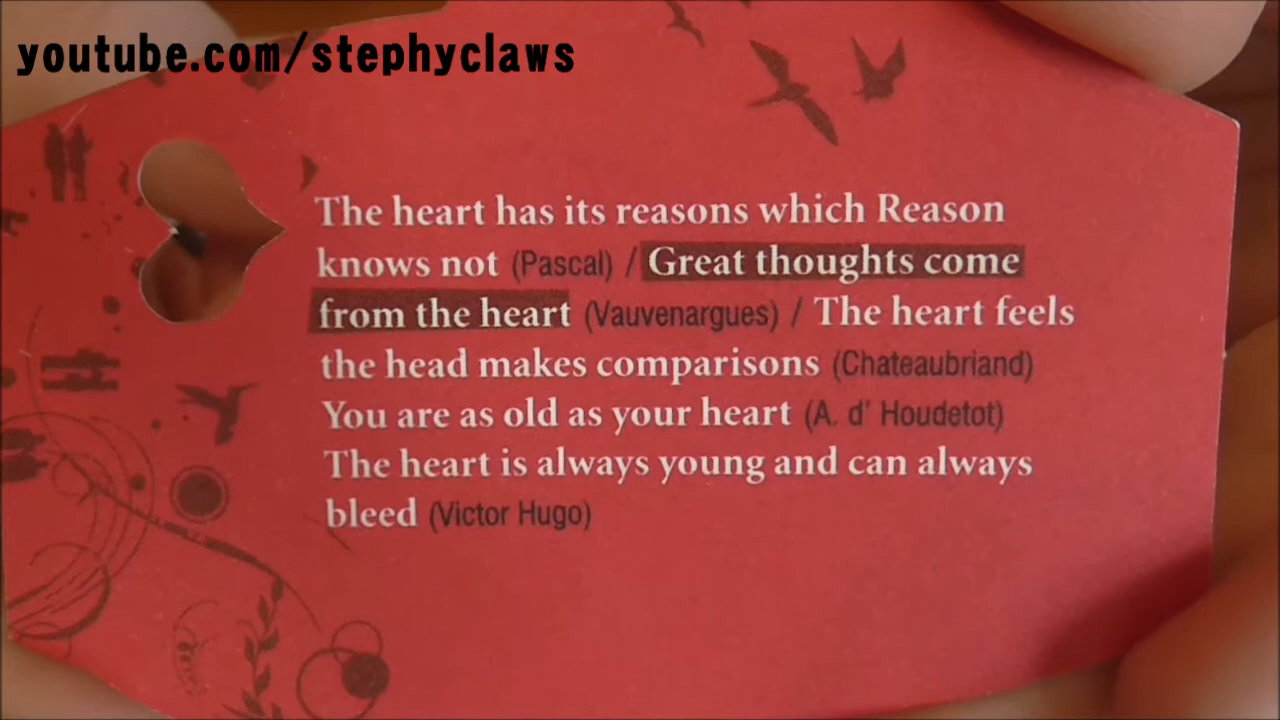 youtube.com/stephyclaws
The heart has its reasons which Reason
knows not (Pascal) / Great thoughts come
from the heart (Vauvenargues) / The heart feels
the head makes comparisons (Chateaubriand)
You are as old as your heart (A. d' Houdetot)
The heart is always young and can always
bleed (Victor Hugo)